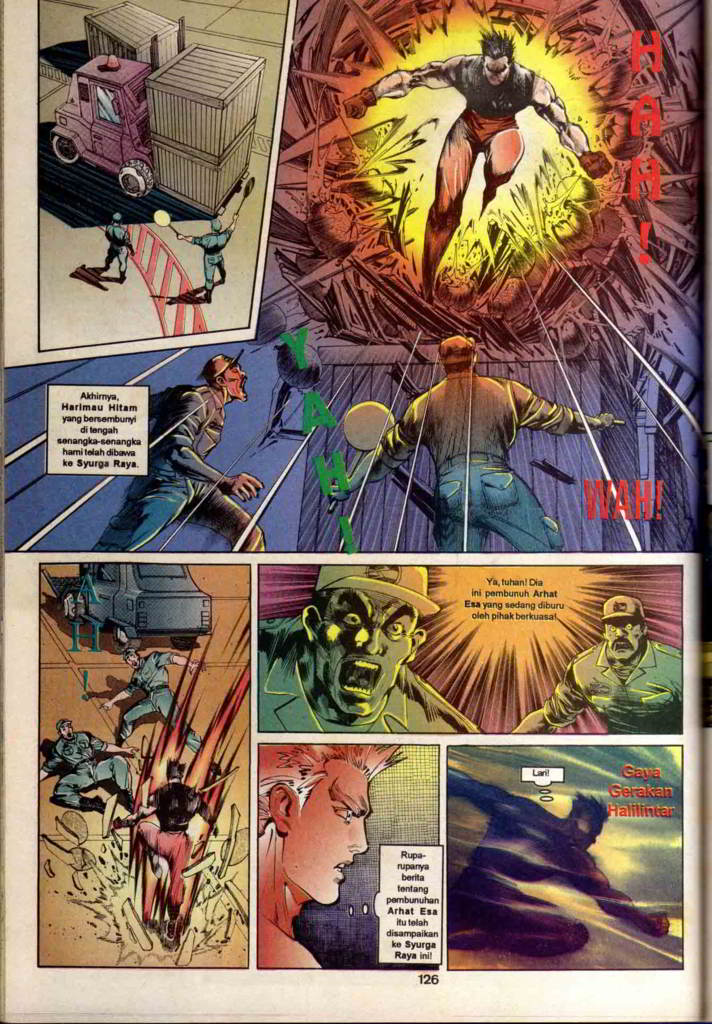 HAH!
Akhirnya,
Harimau Hitam
yang bersembunyi
di tengah
senangka-senangka
hami telah dibawa
ke Syurga Raya.
YAHHH!
WAH!
AH!
Ya, tuhan! Dia
ini pembunuh Arhat
Esa yang sedang diburu
oleh pihak berkuasa!
Rupa-
rupanya
berita
tentang
pembunuhan
Arhat Esa
itu telah
disampaikan
ke Syurga
Raya ini!
Lari!
Gaya
Gerakan
Halilintar
126